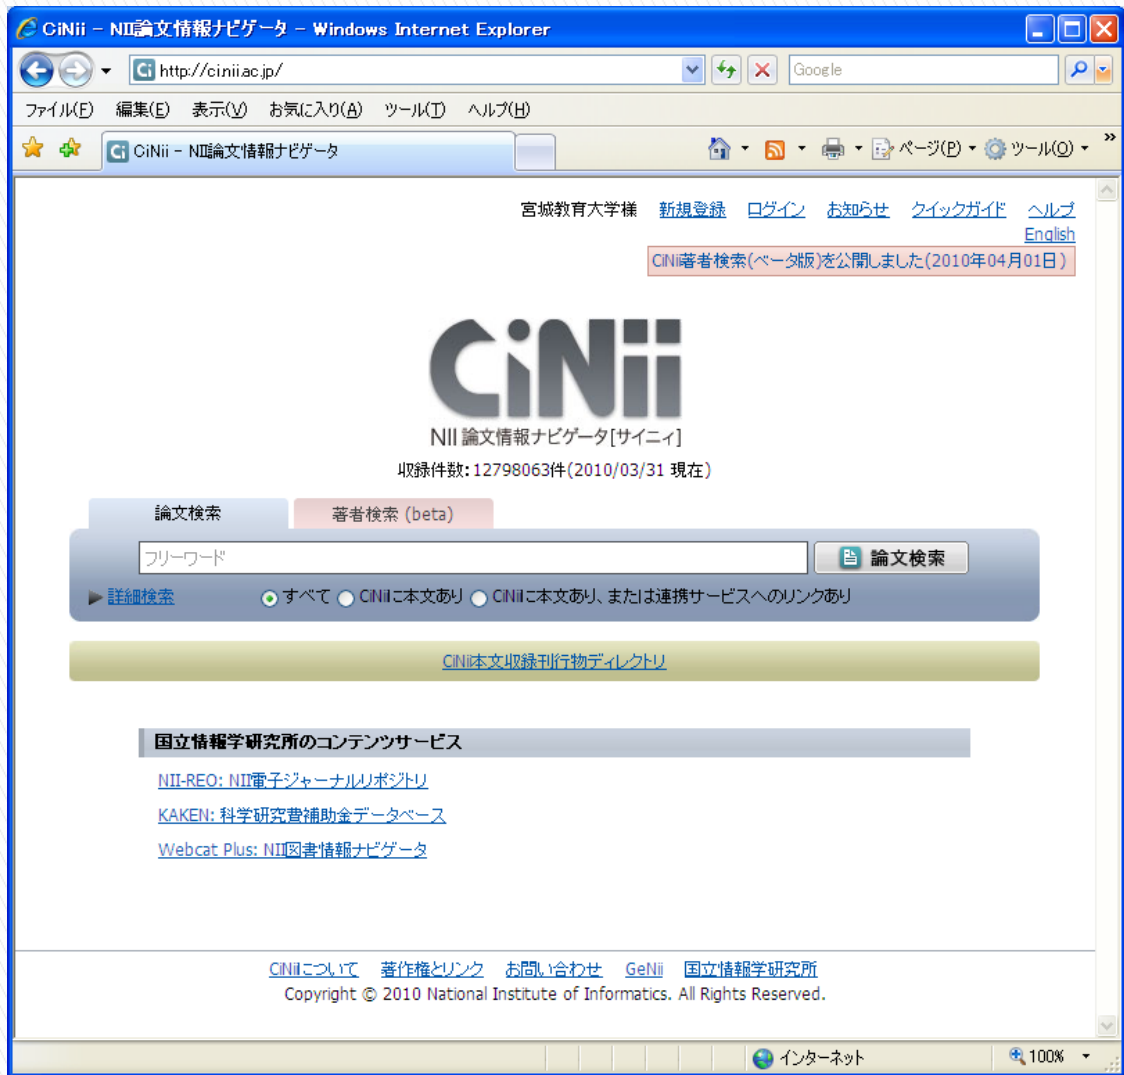 CiNii - NII論文情報ナビゲータ - Windows Internet Explorer
Ci http://ci.nii.ac.jp/ Google
ファイル(F) 編集(E) 表示(V) お気に入り(A) ツール(T) ヘルプ(H)
Ci CiNii - NII論文情報ナビゲータ ページ(P) ツール(O) »
宮城教育大学様 新規登録 ログイン お知らせ クイックガイド ヘルプ
English
CiNii著者検索(ベータ版)を公開しました(2010年04月01日)
CiNii
NII 論文情報ナビゲータ[サイニィ]
収録件数:12798063件(2010/03/31 現在)
論文検索 著者検索 (beta)
フリーワード 論文検索
詳細検索 すべて CiNiiに本文あり CiNiiに本文あり、または連携サービスへのリンクあり
CiNii本文収録刊行物ディレクトリ
国立情報学研究所のコンテンツサービス
NII-REO: NII電子ジャーナルリポジトリ
KAKEN: 科学研究費補助金データベース
Webcat Plus: NII図書情報ナビゲータ
CiNiiについて 著作権とリンク お問い合わせ GeNii 国立情報学研究所
Copyright © 2010 National Institute of Informatics. All Rights Reserved.
インターネット 100%